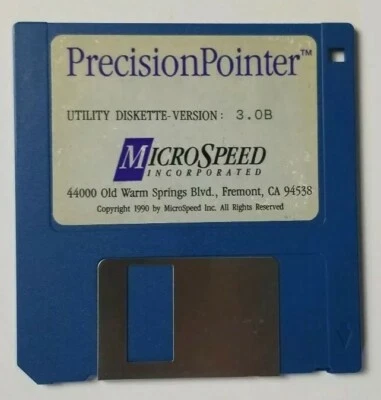 PrecisionPointer™
UTILITY DISKETTE-VERSION: 3.0B
MICROSPEED
INCORPORATED
44000 Old Warm Springs Blvd., Fremont, CA 94538
Copyright 1990 by MicroSpeed Inc. All Rights Reserved